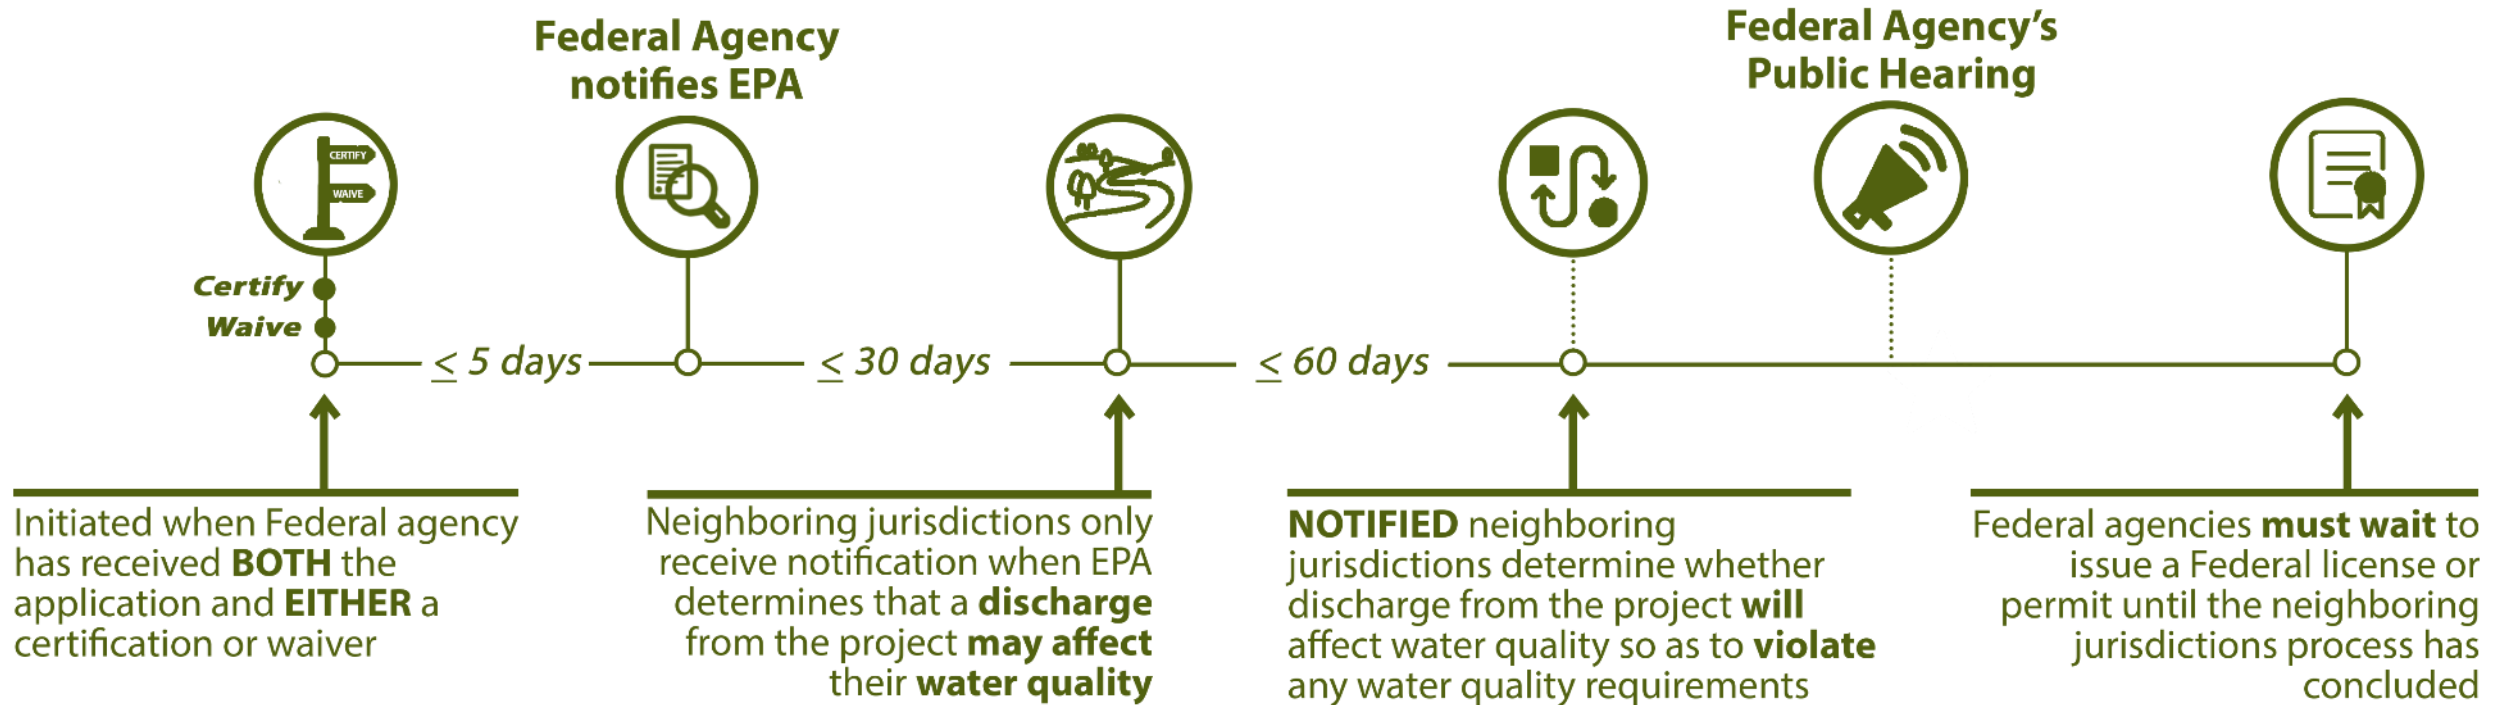 Federal Agency
notifies EPA
Federal Agency’s
Public Hearing
CERTIFY
WAIVE
Certify
Waive
≤ 5 days
≤ 30 days
≤ 60 days
Initiated when Federal agency
has received BOTH the
application and EITHER a
certification or waiver
Neighboring jurisdictions only
receive notification when EPA
determines that a discharge
from the project may affect
their water quality
NOTIFIED neighboring
jurisdictions determine whether
discharge from the project will
affect water quality so as to violate
any water quality requirements
Federal agencies must wait to
issue a Federal license or
permit until the neighboring
jurisdictions process has
concluded